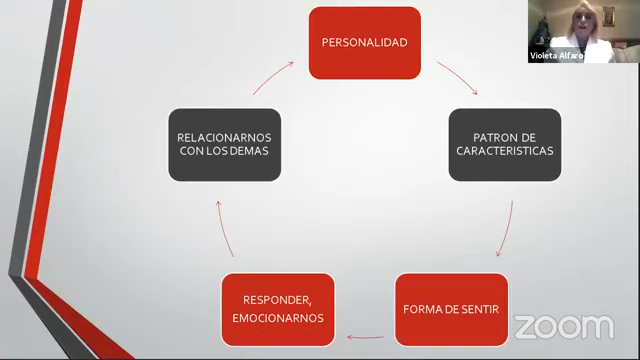 PERSONALIDAD
Violeta Alfaro
RELACIONARNOS
CON LOS DEMAS
PATRON DE
CARACTERISTICAS
RESPONDER,
EMOCIONARNOS
FORMA DE SENTIR
zoom